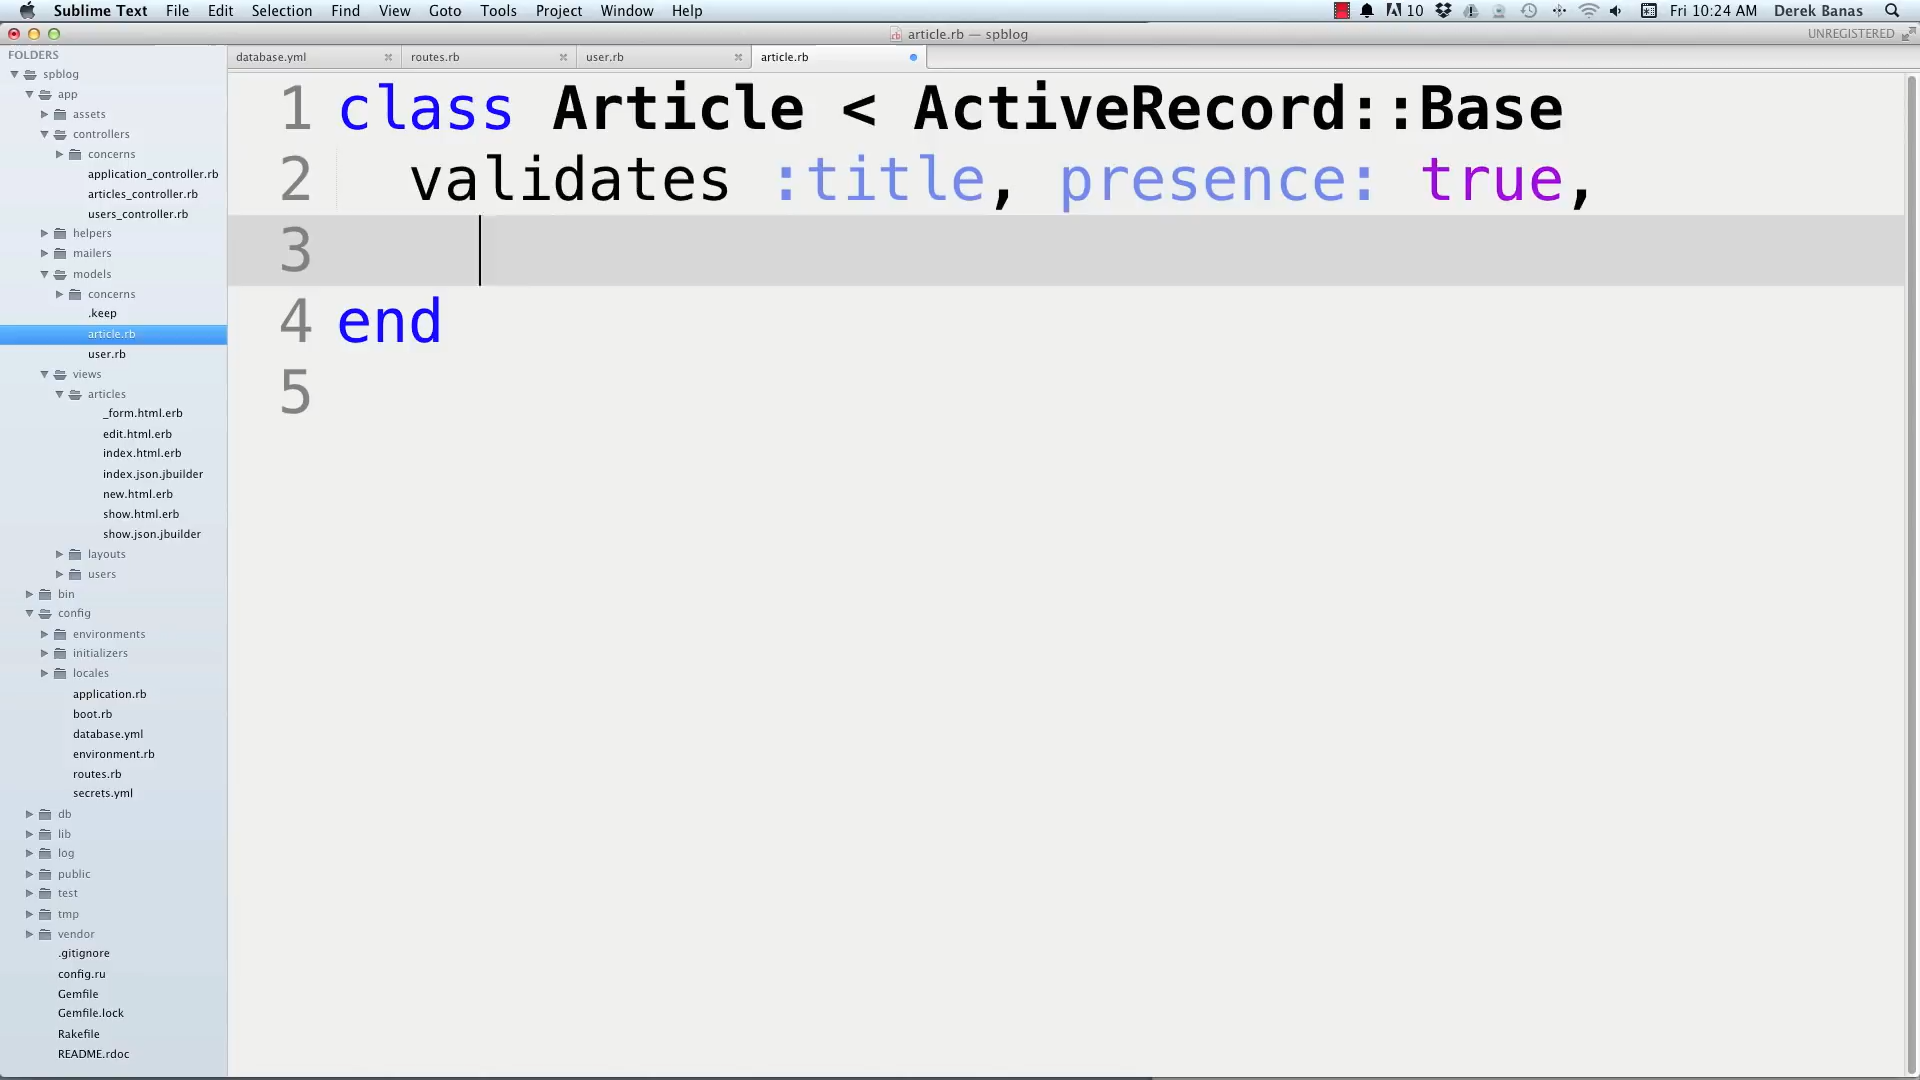 Sublime Text File Edit Selection Find View Goto Tools Project Window Help 10 Fri 10:24 AM Derek Banas
article.rb — spblog UNREGISTERED
FOLDERS
database.yml routes.rb user.rb article.rb
spblog
app
assets
controllers
concerns
application_controller.rb
articles_controller.rb
users_controller.rb
helpers
mailers
models
concerns
.keep
article.rb
user.rb
views
articles
_form.html.erb
edit.html.erb
index.html.erb
index.json.jbuilder
new.html.erb
show.html.erb
show.json.jbuilder
layouts
users
bin
config
environments
initializers
locales
application.rb
boot.rb
database.yml
environment.rb
routes.rb
secrets.yml
db
lib
log
public
test
tmp
vendor
.gitignore
config.ru
Gemfile
Gemfile.lock
Rakefile
README.rdoc
1 class Article < ActiveRecord::Base
2 validates :title, presence: true,
3
4 end
5